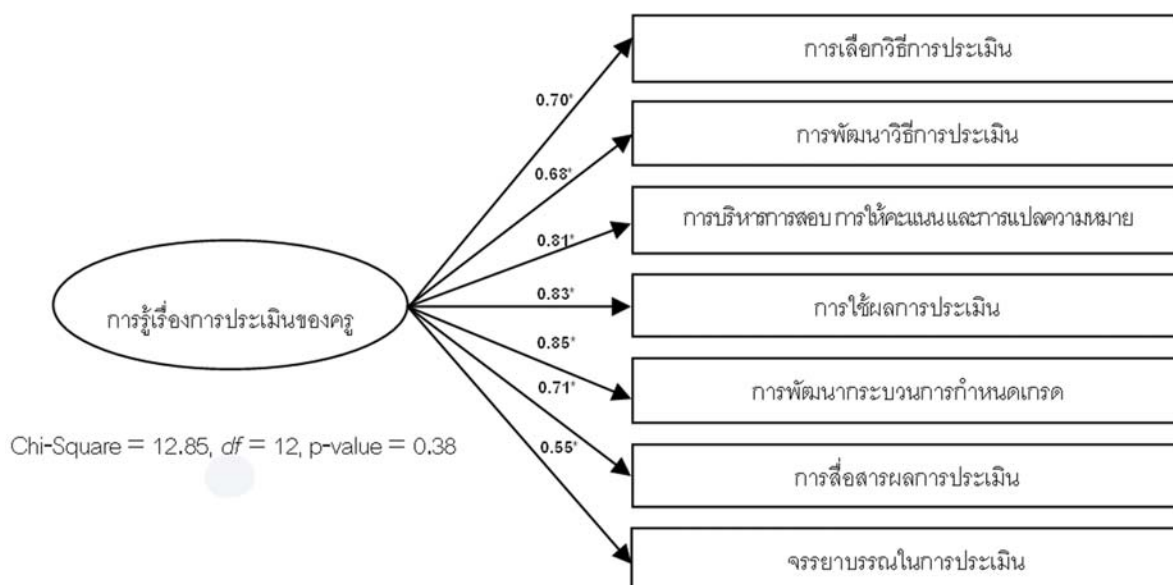 การเลือกวิธีการประเมิน
0.70*
การพัฒนาวิธีการประเมิน
0.68*
การบริหารการสอบ การให้คะแนน และการแปลความหมาย
0.81*
การใช้ผลการประเมิน
0.83*
การรู้เรื่องการประเมินของครู
0.85*
การพัฒนากระบวนการกำหนดเกรด
0.71*
Chi-Square = 12.85, df = 12, p-value = 0.38
0.55*
การสื่อสารผลการประเมิน
จรรยาบรรณในการประเมิน